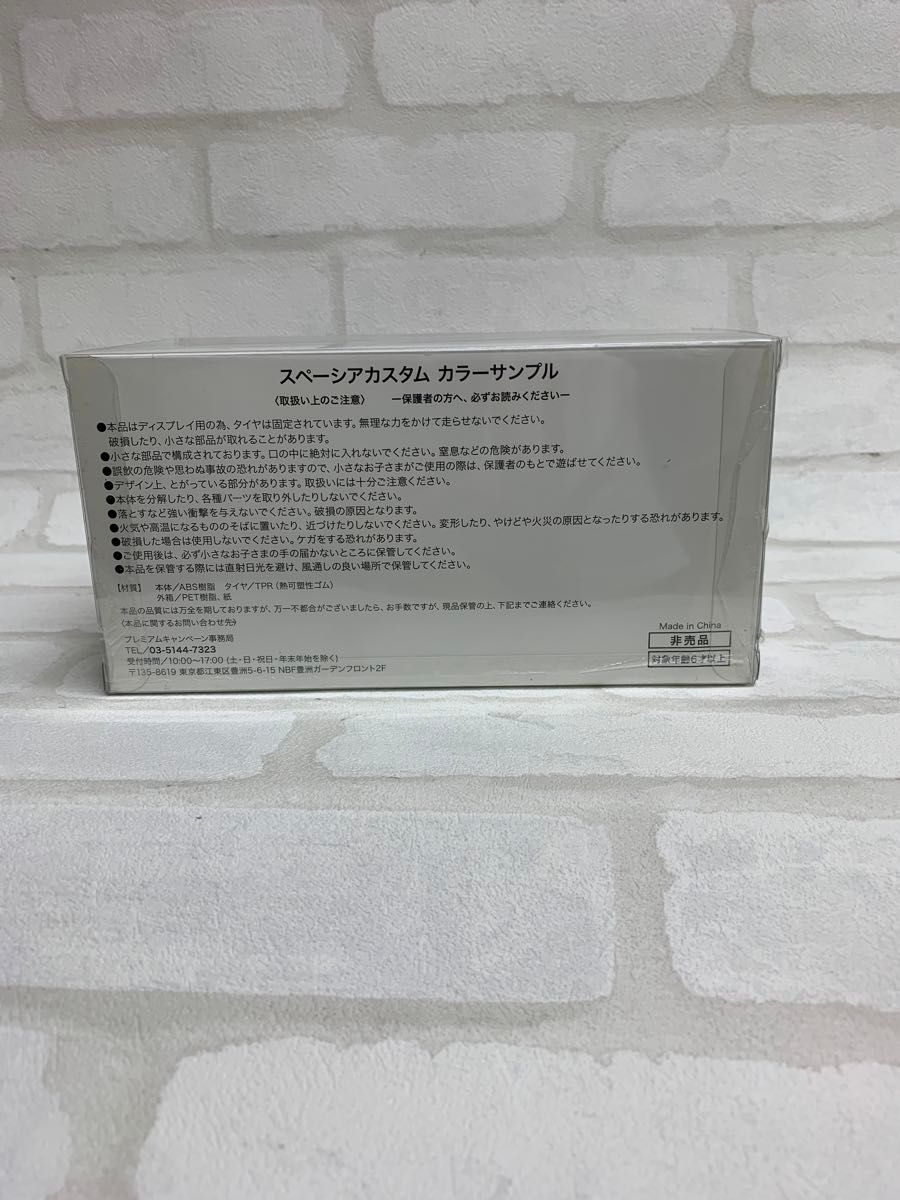 スペーシアカスタム カラーサンプル
〈取扱い上のご注意〉 ー保護者の方へ、必ずお読みくださいー
●本品はディスプレイ用の為、タイヤは固定されています。無理な力をかけて走らせないでください。
破損したり、小さな部品が取れることがあります。
●小さな部品で構成されております。口の中に絶対に入れないでください。窒息などの危険があります。
●誤飲の危険や思わぬ事故の恐れがありますので、小さなお子さまがご使用の際は、保護者のもとで遊ばせてください。
●デザイン上、とがっている部分があります。取扱いには十分ご注意ください。
●本体を分解したり、各種パーツを取り外したりしないでください。
●落とすなど強い衝撃を与えないでください。破損の原因となります。
●火気や高温になるもののそばに置いたり、近づけたりしないでください。変形したり、やけどや火災の原因となったりする恐れがあります。
●破損した場合は使用しないでください。ケガをする恐れがあります。
●ご使用後は、必ず小さなお子さまの手の届かないところに保管してください。
●本品を保管する際には直射日光を避け、風通しの良い場所で保管してください。
【材質】 本体/ABS樹脂 タイヤ/TPR(熱可塑性ゴム)
外箱/PET樹脂、紙
本品の品質には万全を期しておりますが、万一不都合がございましたら、お手数ですが、現品保管の上、下記までご連絡ください。
〈本品に関するお問い合わせ先〉
プレミアムキャンペーン事務局
TEL/03-5144-7323
受付時間/10:00〜17:00 (土・日・祝日・年末年始を除く)
〒135-8619 東京都江東区豊洲5-6-15 NBF豊洲ガーデンフロント2F
Made in China
非売品
対象年齢6才以上